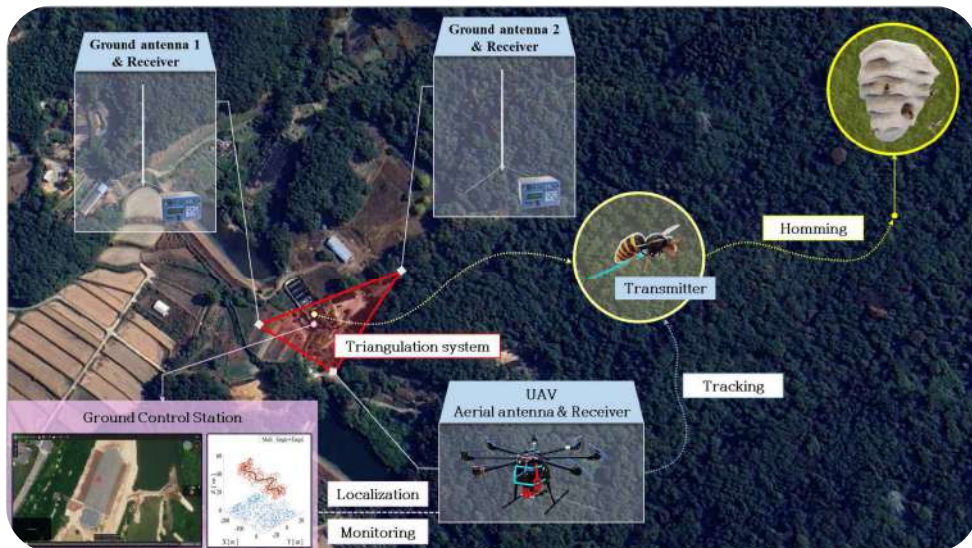 Ground antenna 1
& Receiver
Ground antenna 2
& Receiver
Homming
Transmitter
Triangulation system
Tracking
UAV
Aerial antenna & Receiver
Ground Control Station
Localization
Monitoring
X [m]
Y [m]